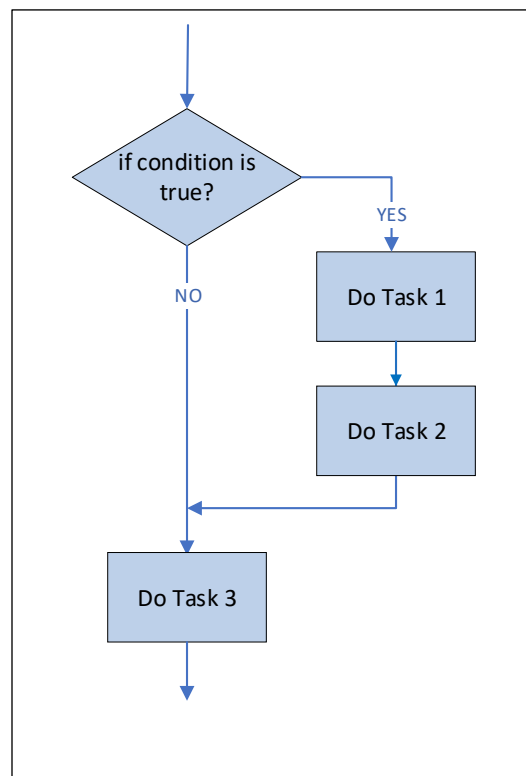 if condition is
true?
YES
NO
Do Task 1
Do Task 2
Do Task 3